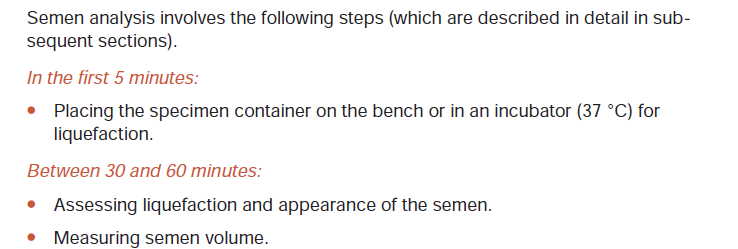 Semen analysis involves the following steps (which are described in detail in sub-
sequent sections).
In the first 5 minutes:
• Placing the specimen container on the bench or in an incubator (37 °C) for
liquefaction.
Between 30 and 60 minutes:
• Assessing liquefaction and appearance of the semen.
• Measuring semen volume.